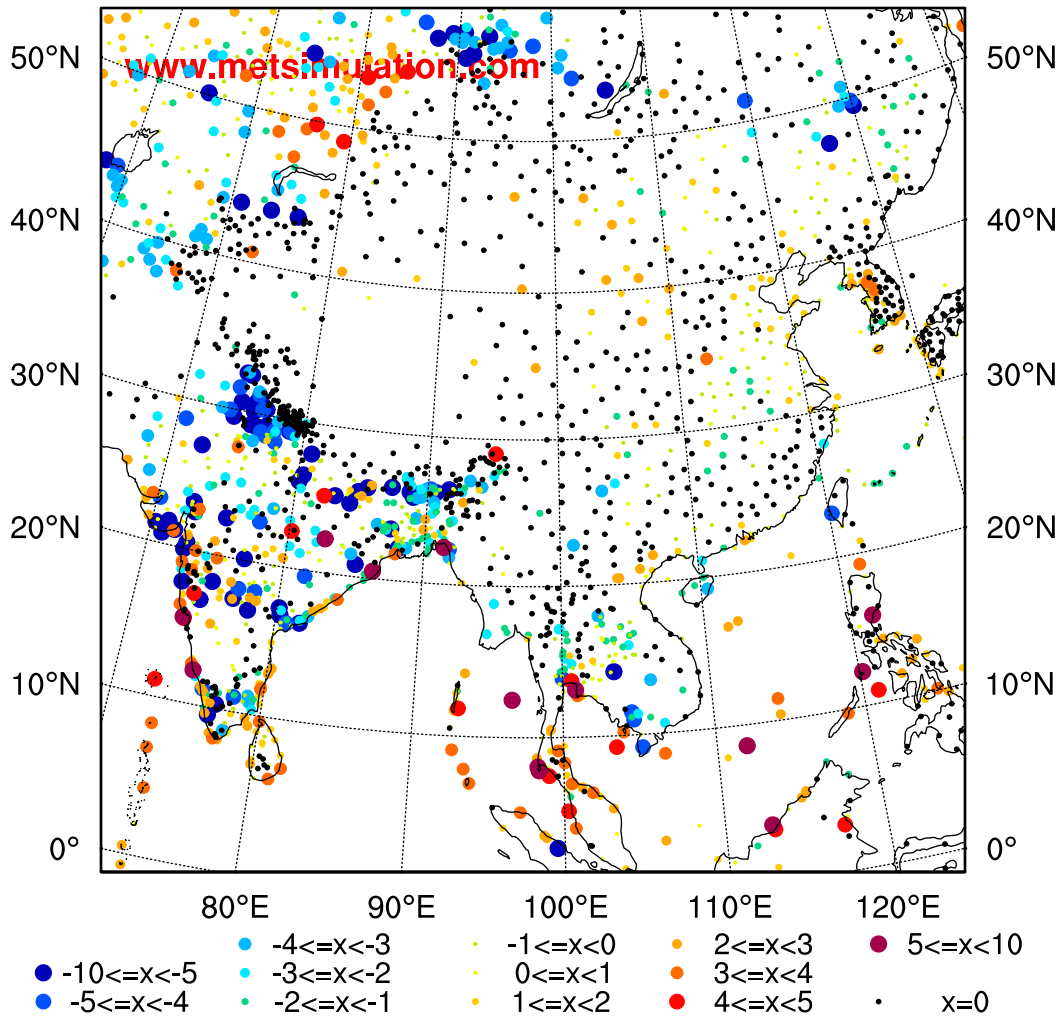 50°N 50°N
www.metsimulation.com
40°N 40°N
30°N 30°N
20°N 20°N
10°N 10°N
0° 0°
80°E 90°E 100°E 110°E 120°E
-4<=x<-3 -1<=x<0 2<=x<3 5<=x<10
-10<=x<-5 -3<=x<-2 0<=x<1 3<=x<4
-5<=x<-4 -2<=x<-1 1<=x<2 4<=x<5 x=0